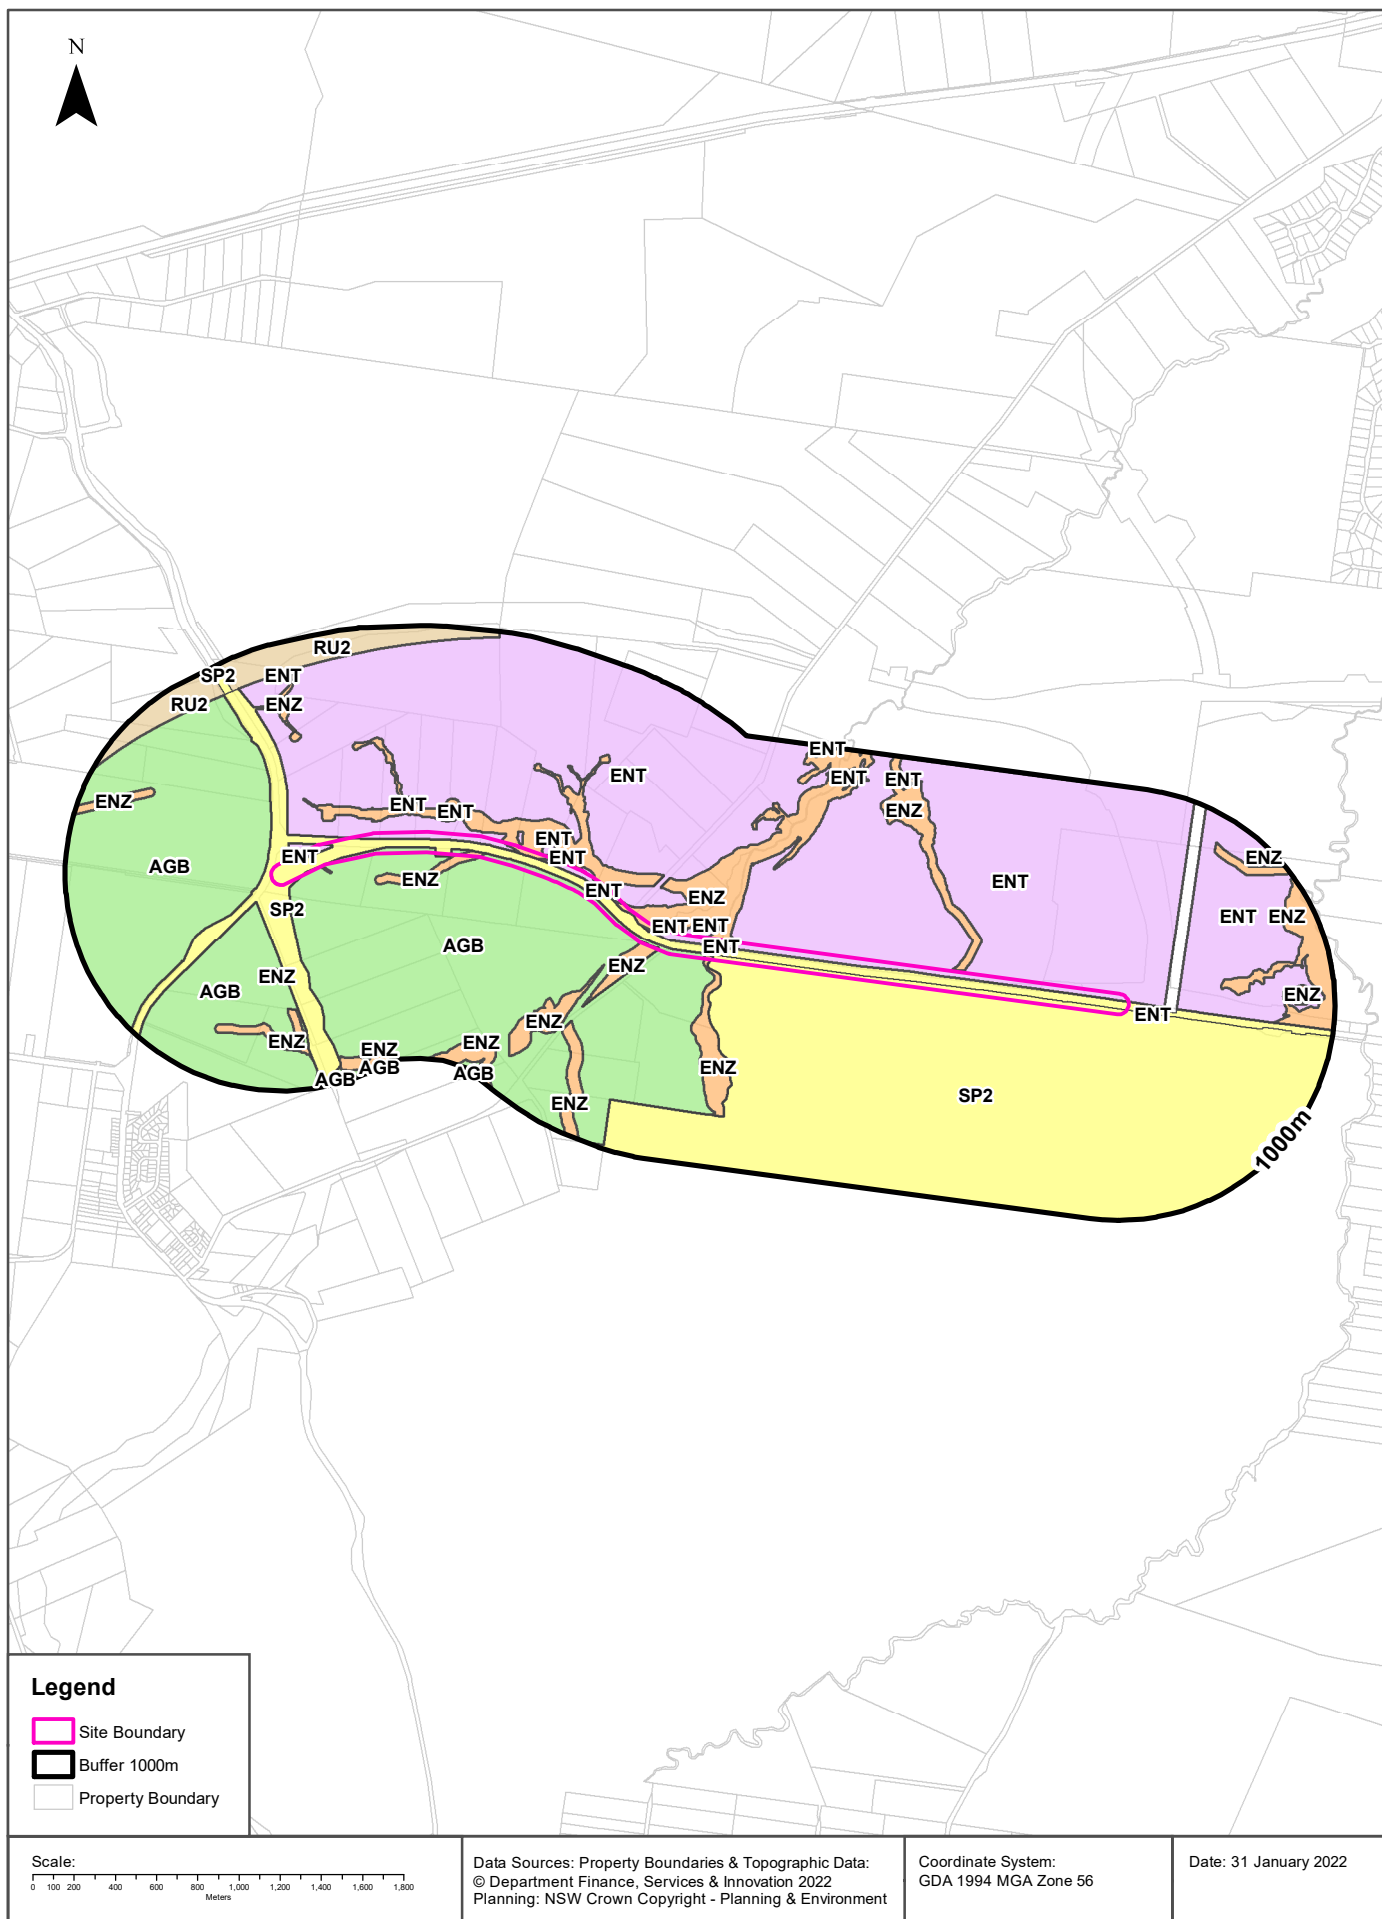 N
RU2
SP2
ENT
RU2
ENZ
ENT
ENT
ENT
ENT
ENT
ENZ
ENZ
ENT
ENT
ENT
ENT
ENT
ENZ
AGB
ENZ
ENT
ENT
ENZ
ENZ
SP2
ENT
ENZ
ENT
ENT
AGB
ENT
ENZ
ENZ
AGB
ENZ
ENT
ENZ
ENZ
ENZ
ENZ
AGB
ENZ
AGB
AGB
SP2
ENZ
1000m
Legend
Site Boundary
Buffer 1000m
Property Boundary
Scale:
0 100 200 400 600 800 1,000 1,200 1,400 1,600 1,800
Meters
Data Sources: Property Boundaries & Topographic Data:
© Department Finance, Services & Innovation 2022
Planning: NSW Crown Copyright - Planning & Environment
Coordinate System:
GDA 1994 MGA Zone 56
Date: 31 January 2022